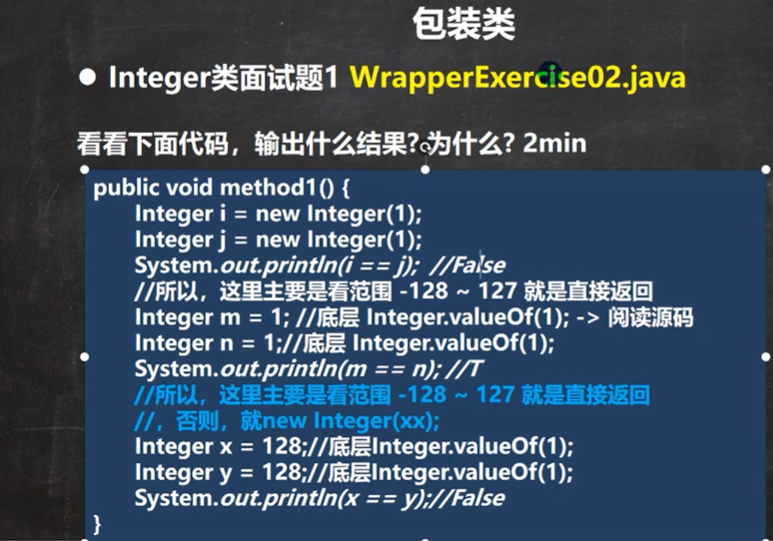 包装类
● Integer类面试题1 WrapperExercise02.java
看看下面代码，输出什么结果? 为什么? 2min
public void method1() {
Integer i = new Integer(1);
Integer j = new Integer(1);
System.out.println(i == j); //False
//所以，这里主要是看范围 -128 ~ 127 就是直接返回
Integer m = 1; //底层 Integer.valueOf(1); -> 阅读源码
Integer n = 1;//底层 Integer.valueOf(1);
System.out.println(m == n); //T
//所以，这里主要是看范围 -128 ~ 127 就是直接返回
//，否则，就new Integer(xx);
Integer x = 128;//底层Integer.valueOf(1);
Integer y = 128;//底层Integer.valueOf(1);
System.out.println(x == y);//False
}